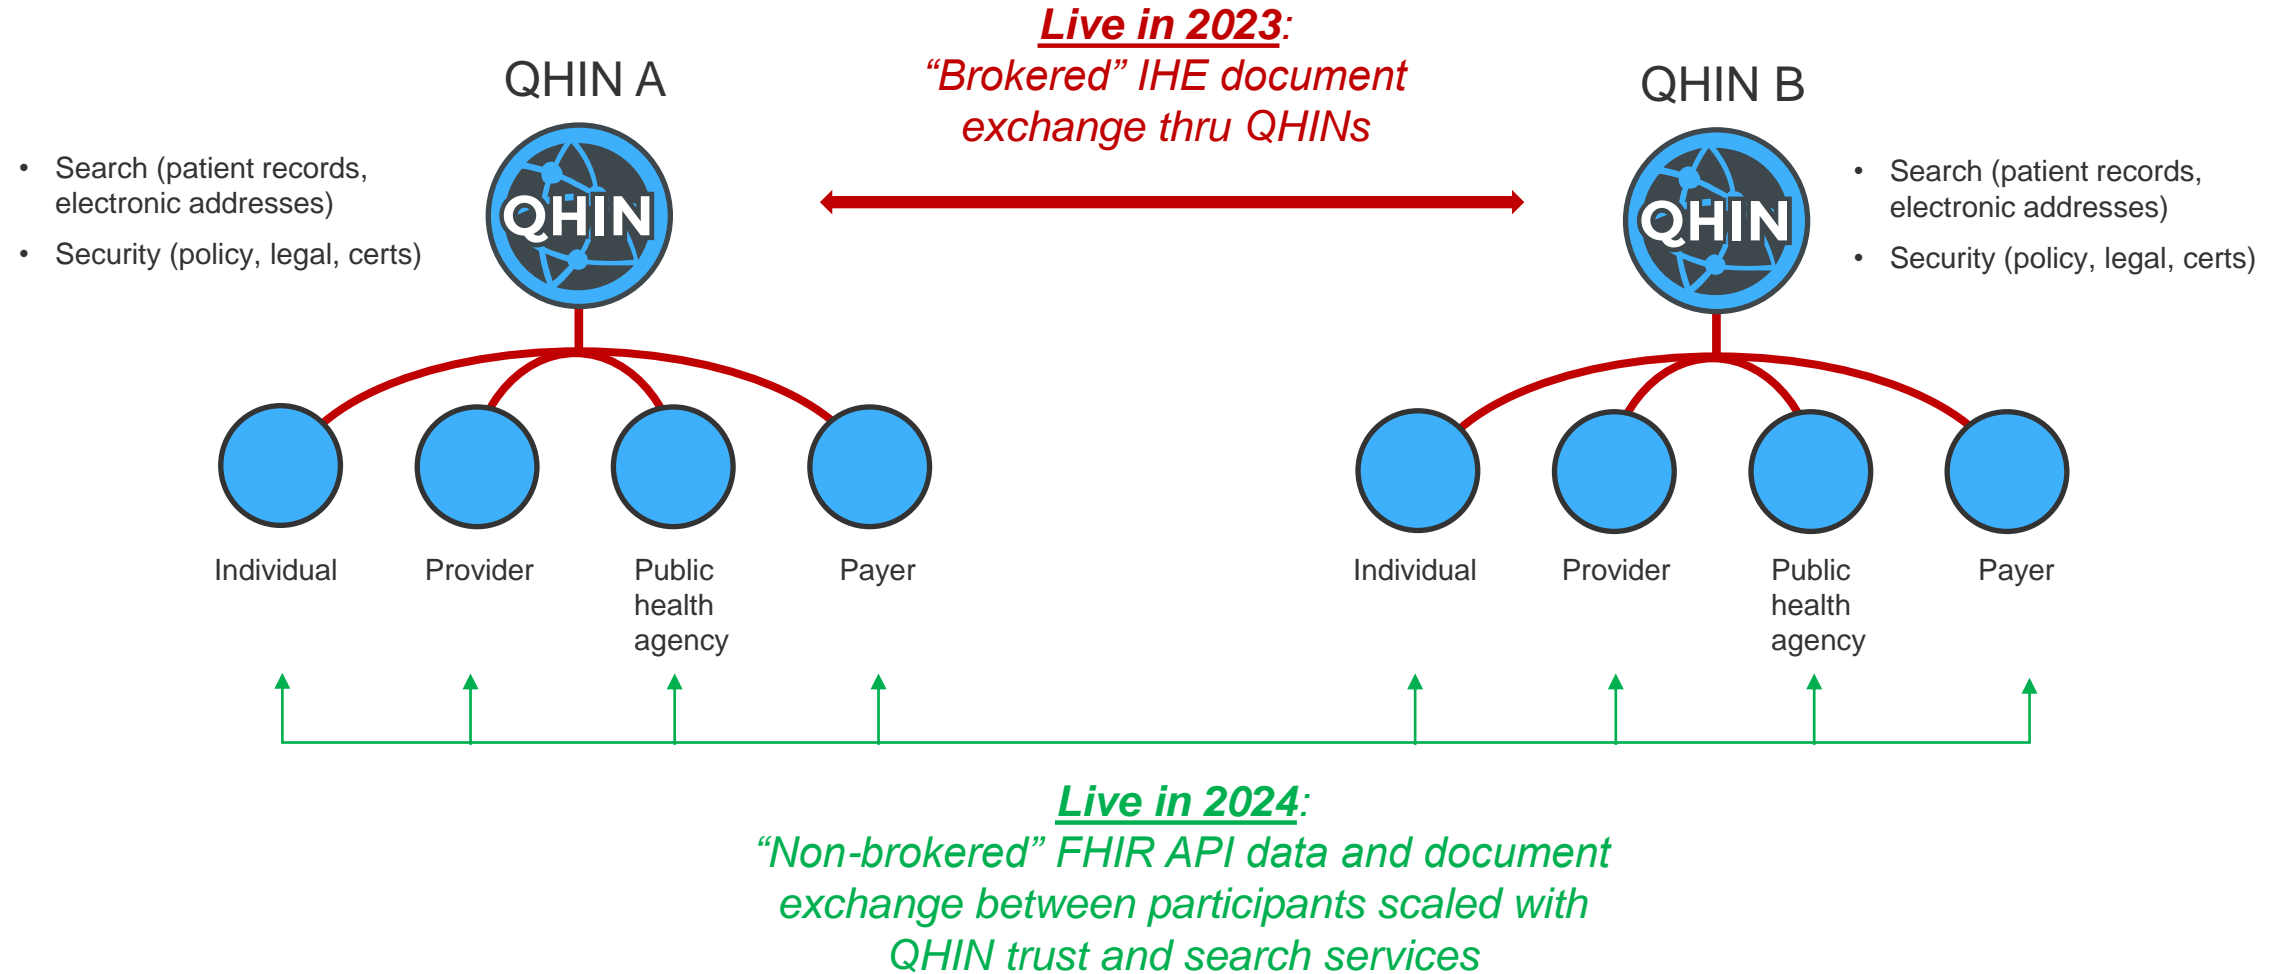 Live in 2023:
“Brokered” IHE document
exchange thru QHINs
QHIN A
QHIN
• Search (patient records,
electronic addresses)
• Security (policy, legal, certs)
QHIN B
QHIN
• Search (patient records,
electronic addresses)
• Security (policy, legal, certs)
Individual
Provider
Public
health
agency
Payer
Individual
Provider
Public
health
agency
Payer
Live in 2024:
“Non-brokered” FHIR API data and document
exchange between participants scaled with
QHIN trust and search services